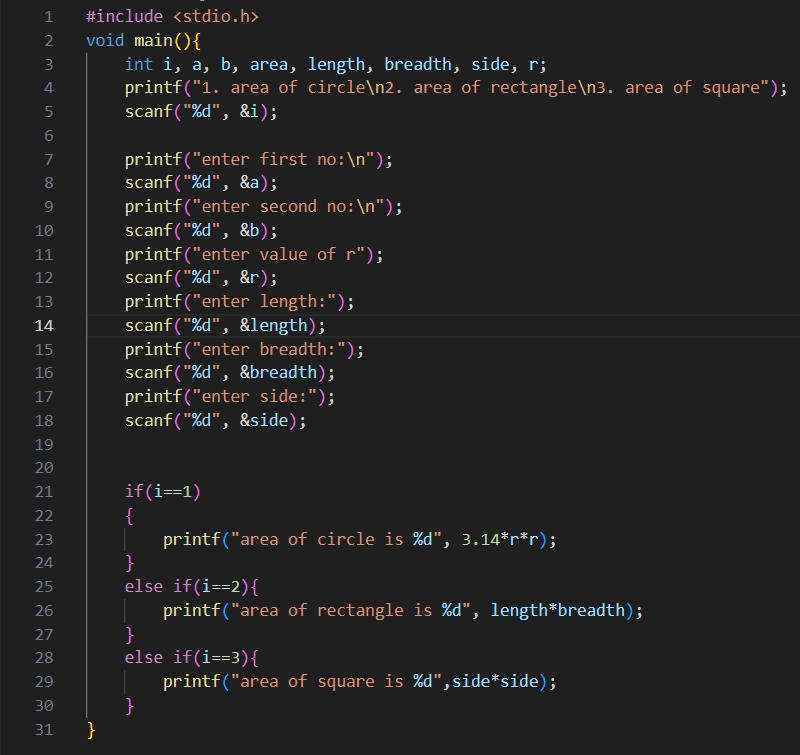 1 #include <stdio.h>
2 void main(){
3     int i, a, b, area, length, breadth, side, r;
4     printf("1. area of circle\n2. area of rectangle\n3. area of square");
5     scanf("%d", &i);
6
7     printf("enter first no:\n");
8     scanf("%d", &a);
9     printf("enter second no:\n");
10     scanf("%d", &b);
11     printf("enter value of r");
12     scanf("%d", &r);
13     printf("enter length:");
14     scanf("%d", &length);
15     printf("enter breadth:");
16     scanf("%d", &breadth);
17     printf("enter side:");
18     scanf("%d", &side);
19
20
21     if(i==1)
22     {
23         printf("area of circle is %d", 3.14*r*r);
24     }
25     else if(i==2){
26         printf("area of rectangle is %d", length*breadth);
27     }
28     else if(i==3){
29         printf("area of square is %d",side*side);
30     }
31 }